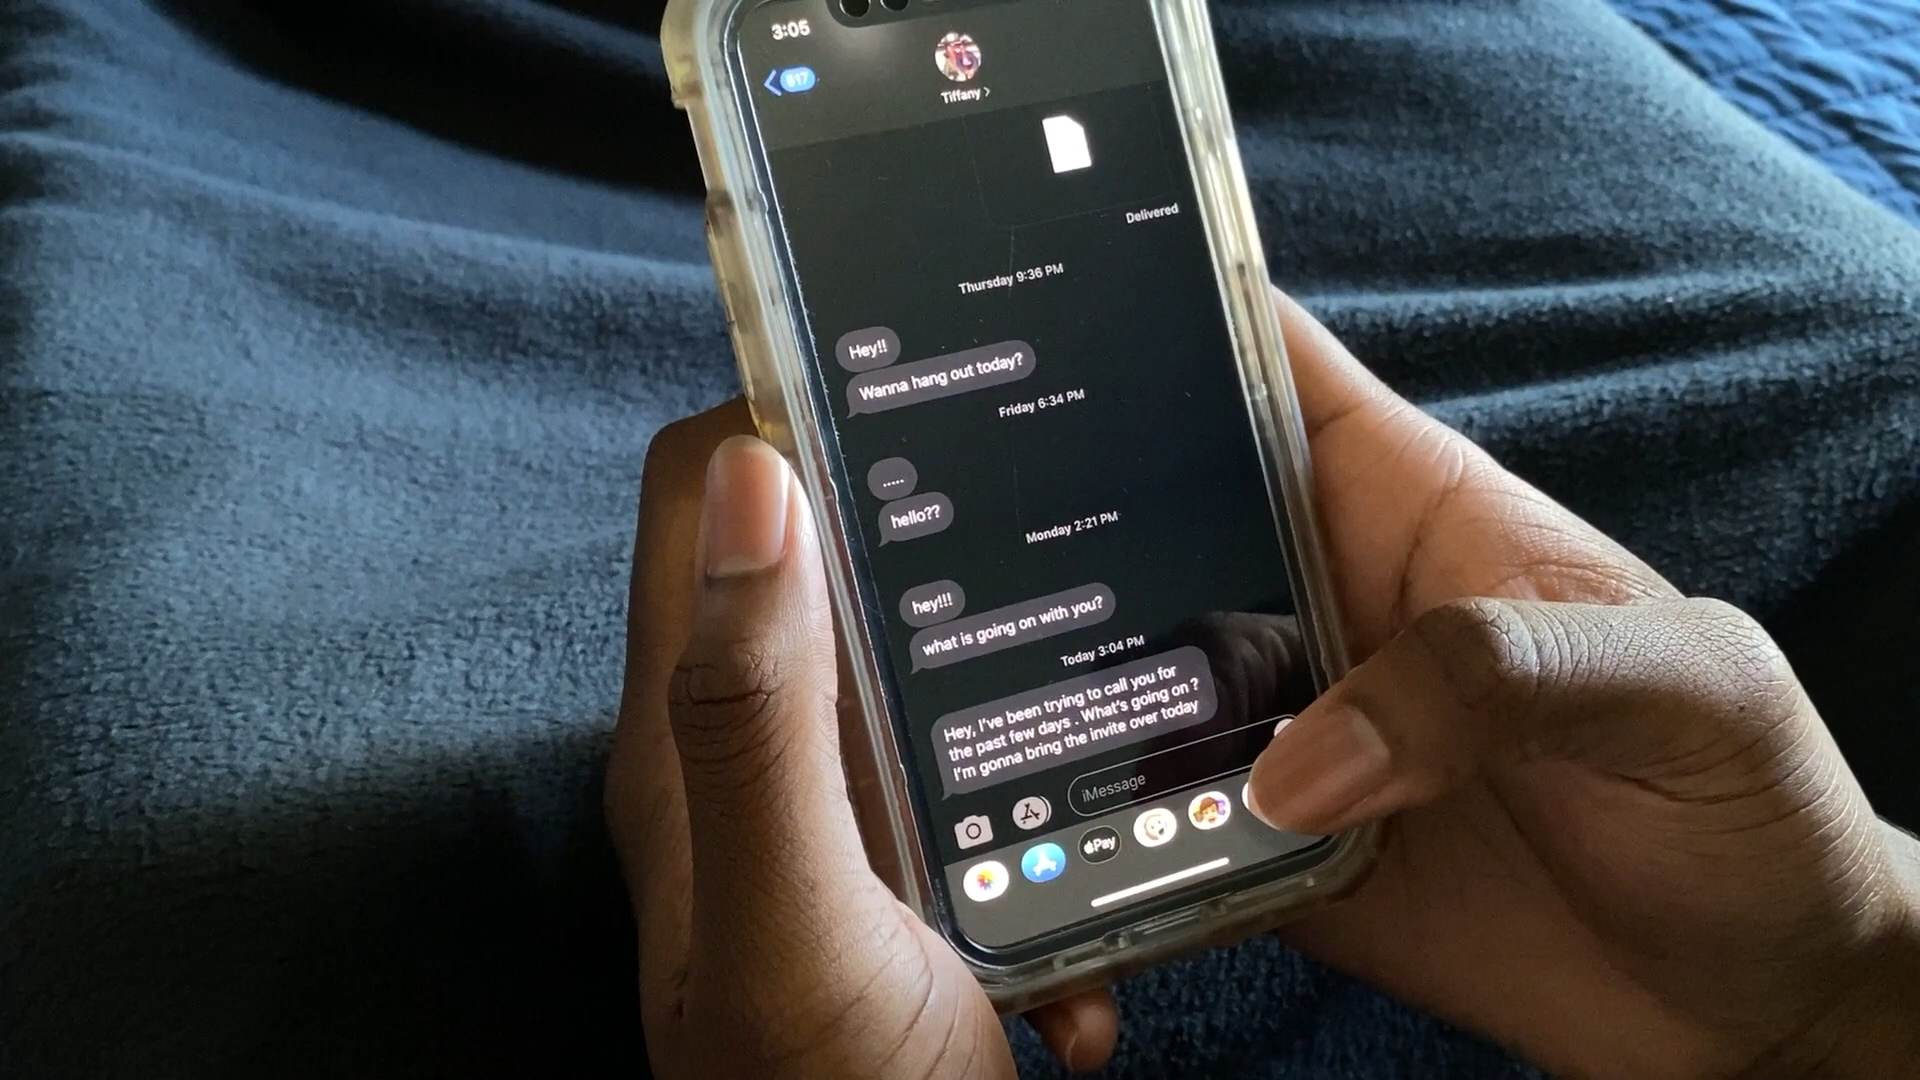 3:05
617
Tiffany
Delivered
Thursday 9:36 PM
Hey!!
Wanna hang out today?
Friday 6:34 PM
.....
hello??
Monday 2:21 PM
hey!!!
what is going on with you?
Today 3:04 PM
Hey, I've been trying to call you for
the past few days . What's going on ?
I'm gonna bring the invite over today
iMessage
Pay